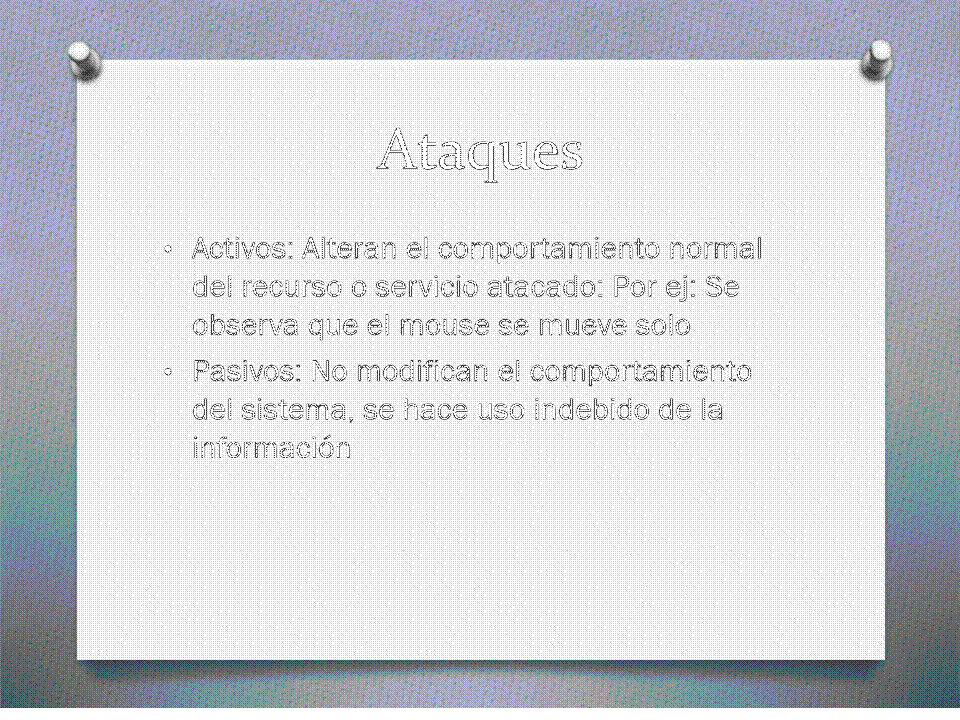 Ataques
• Activos: Alteran el comportamiento normal
del recurso o servicio atacado: Por ej: Se
observa que el mouse se mueve solo
• Pasivos: No modifican el comportamiento
del sistema, se hace uso indebido de la
información